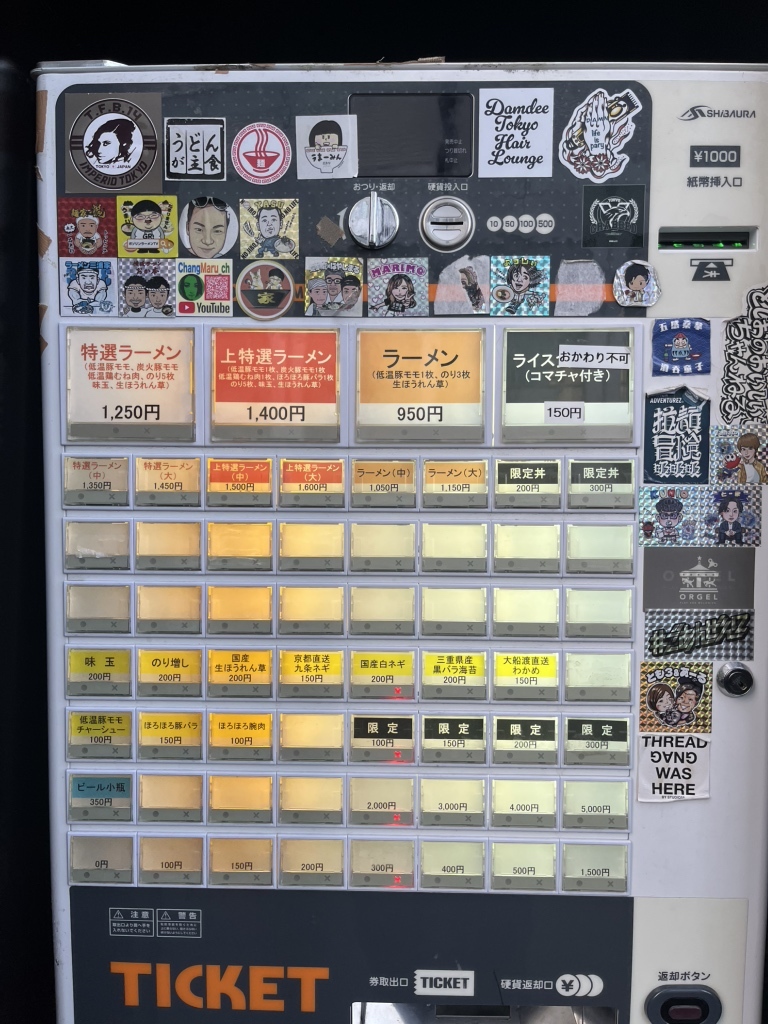 T.F.B.14
TOKYO JAPAN
IMPERIO TOKYO
うどん
が主食
うまーみん
Damdee
Tokyo
Hair
Lounge
life
is
party
SHIBAURA
¥1000
紙幣挿入口
おつり・返却
硬貨投入口
10 50 100 500
ChangMaru ch
YouTube
MARIMO
特選ラーメン
(低温豚モモ、炭火豚モモ
低温鶏むね肉、のり5枚
味玉、生ほうれん草)
1,250円
上特選ラーメン
(低温豚モモ1枚、炭火豚モモ1枚
低温鶏むね肉1枚、ほろほろ豚バラ1枚
のり5枚、味玉、生ほうれん草)
1,400円
ラーメン
(低温豚モモ1枚、のり3枚
生ほうれん草)
950円
ライス
おかわり不可
(コマチャ付き)
150円
特選ラーメン
(中)
1,350円
特選ラーメン
(大)
1,450円
上特選ラーメン
(中)
1,500円
上特選ラーメン
(大)
1,600円
ラーメン(中)
1,050円
ラーメン(大)
1,150円
限定丼
200円
限定丼
300円
味玉
200円
のり増し
200円
国産
生ほうれん草
200円
京都直送
九条ネギ
150円
国産白ネギ
200円
三重県産
黒バラ海苔
200円
大船渡直送
わかめ
150円
低温豚モモ
チャーシュー
100円
ほろほろ豚バラ
150円
ほろほろ腕肉
100円
限定
100円
限定
150円
限定
200円
限定
300円
ビール小瓶
350円
2,000円
3,000円
4,000円
5,000円
0円
100円
150円
200円
300円
400円
500円
1,500円
ADVENTUREZ.
ORGEL
THREAD
GANG
WAS
HERE
注意
警告
TICKET
券取出口
TICKET
硬貨返却口
返却ボタン